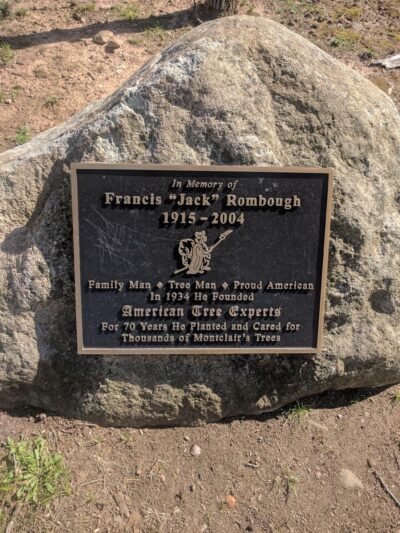 In Memory of
Francis "Jack" Rombough
1915 - 2004
Family Man ◆ Tree Man ◆ Proud American
In 1934 He Founded
American Tree Experts
For 70 Years He Planted and Cared for
Thousands of Montclair's Trees